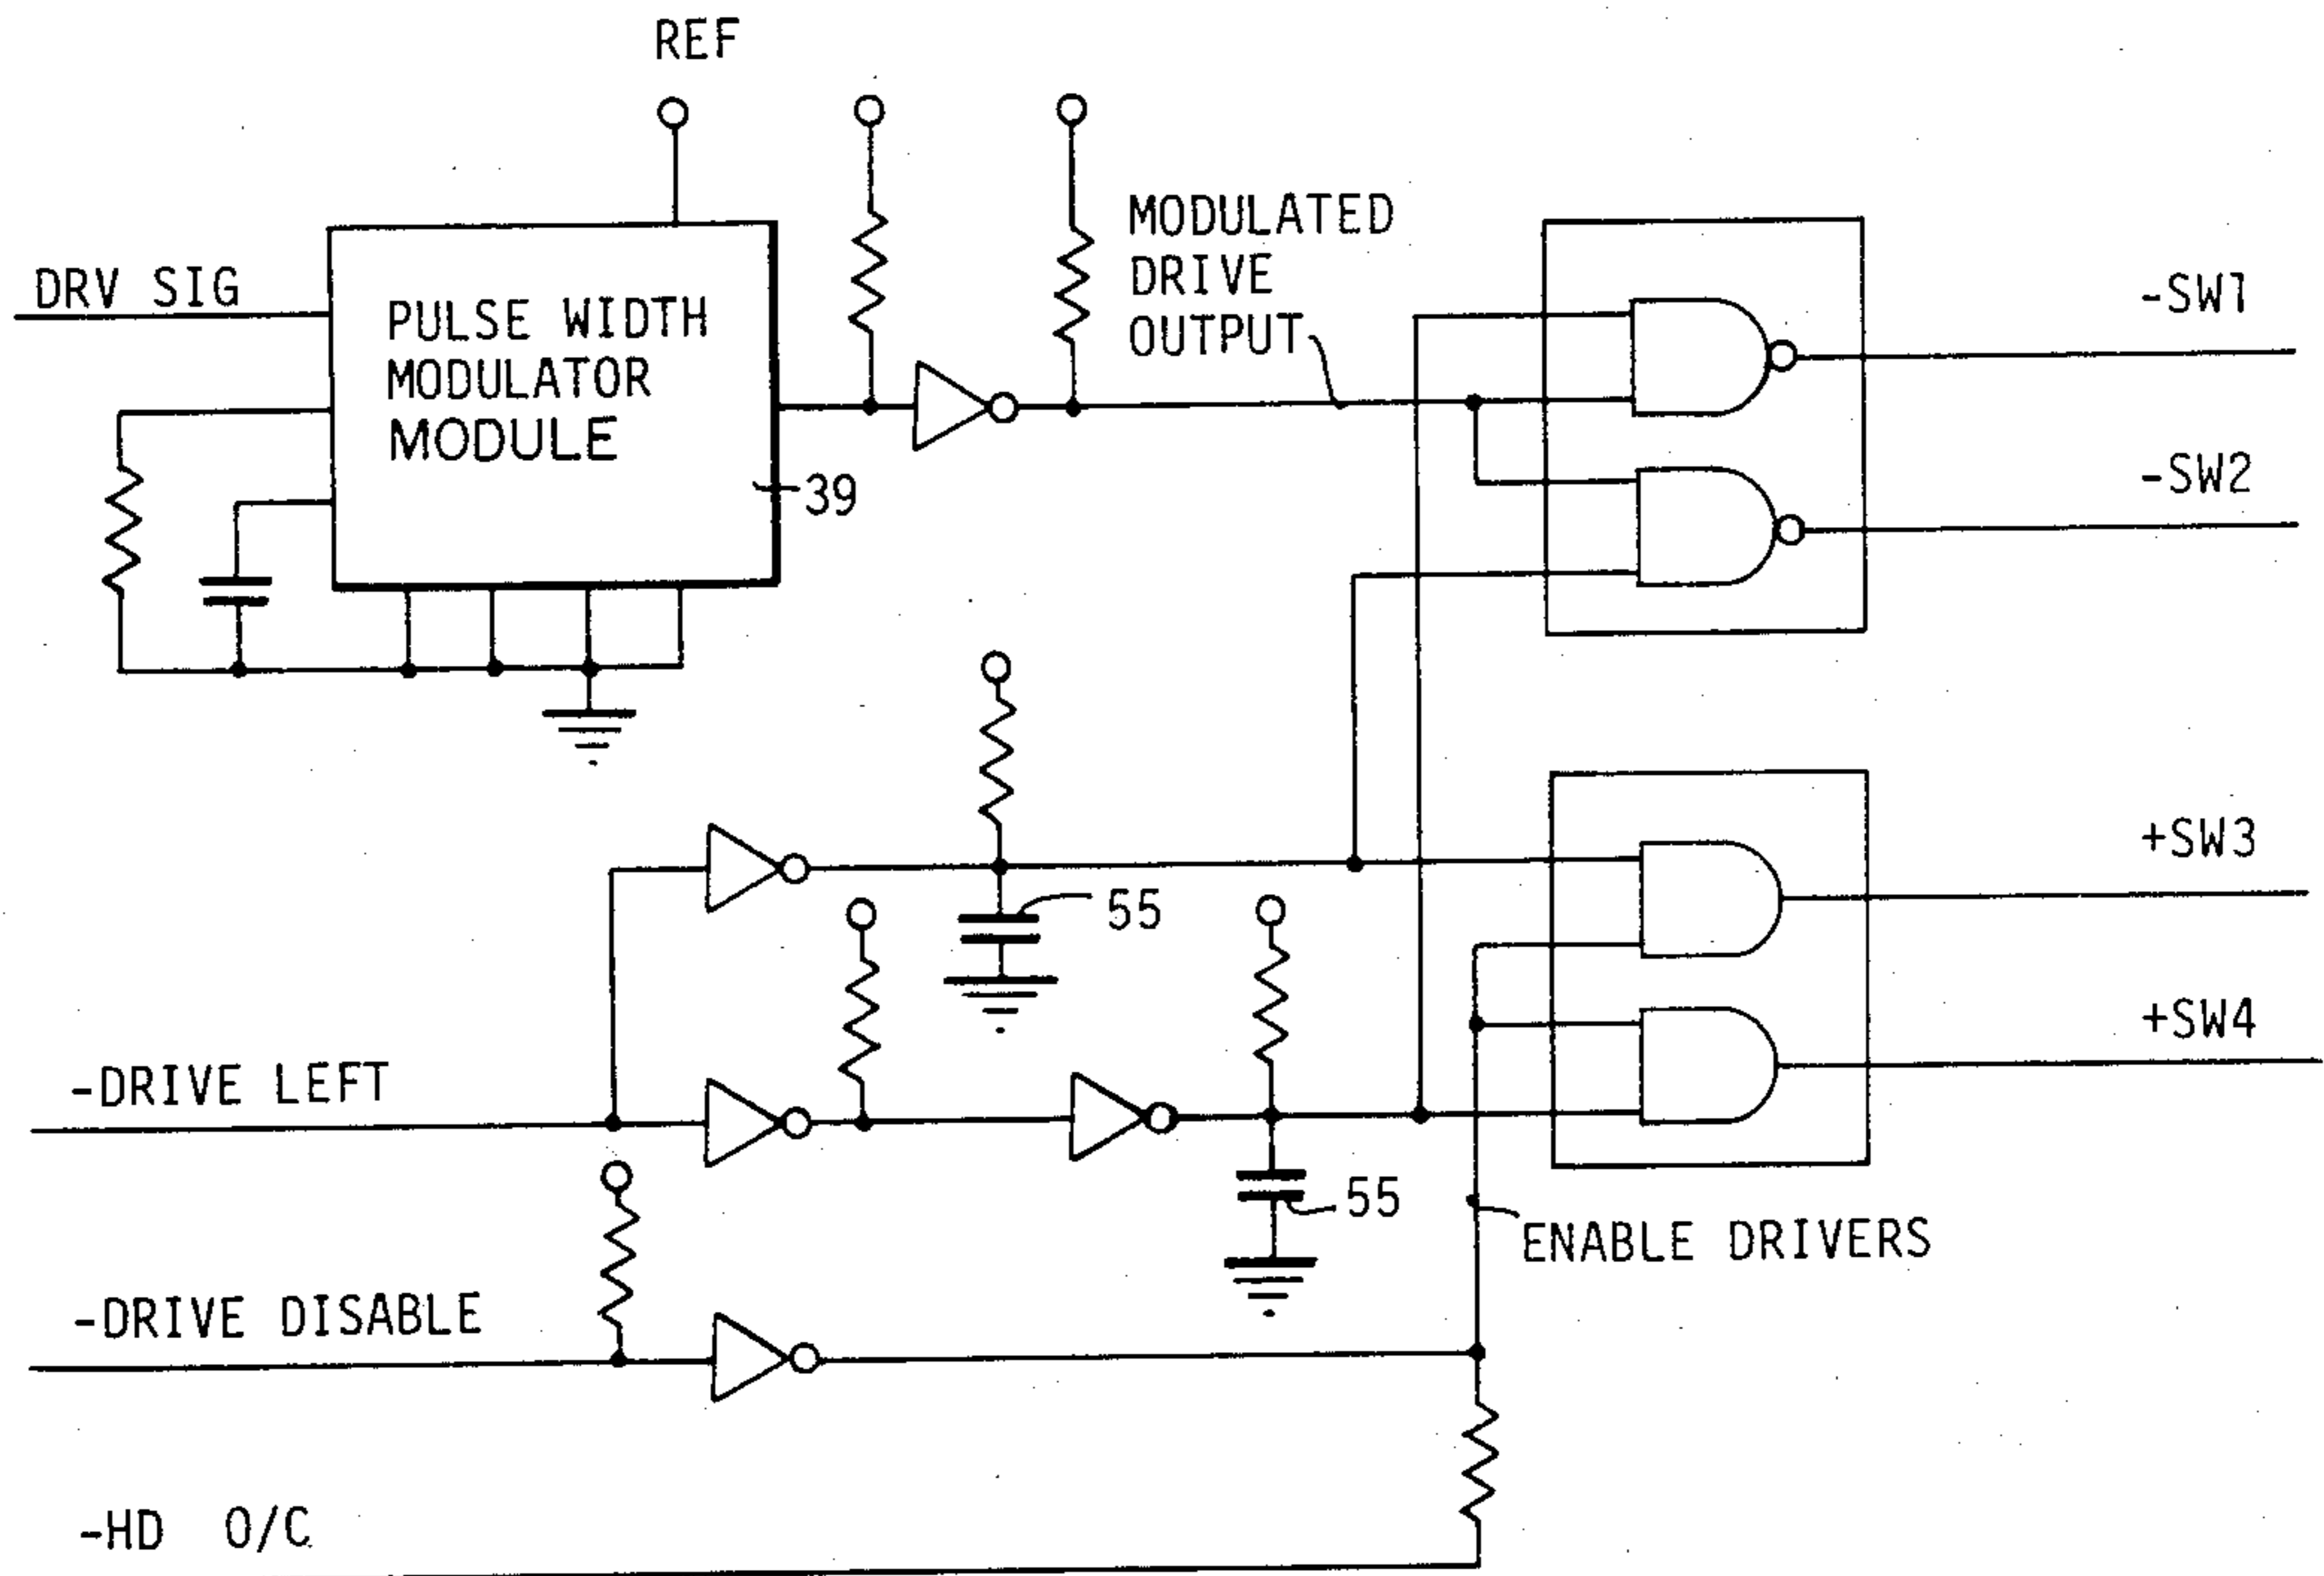 REF
DRV SIG
PULSE WIDTH
MODULATOR
MODULE
39
MODULATED
DRIVE
OUTPUT
-SW1
-SW2
+SW3
55
+SW4
-DRIVE LEFT
55
ENABLE DRIVERS
-DRIVE DISABLE
-HD O/C